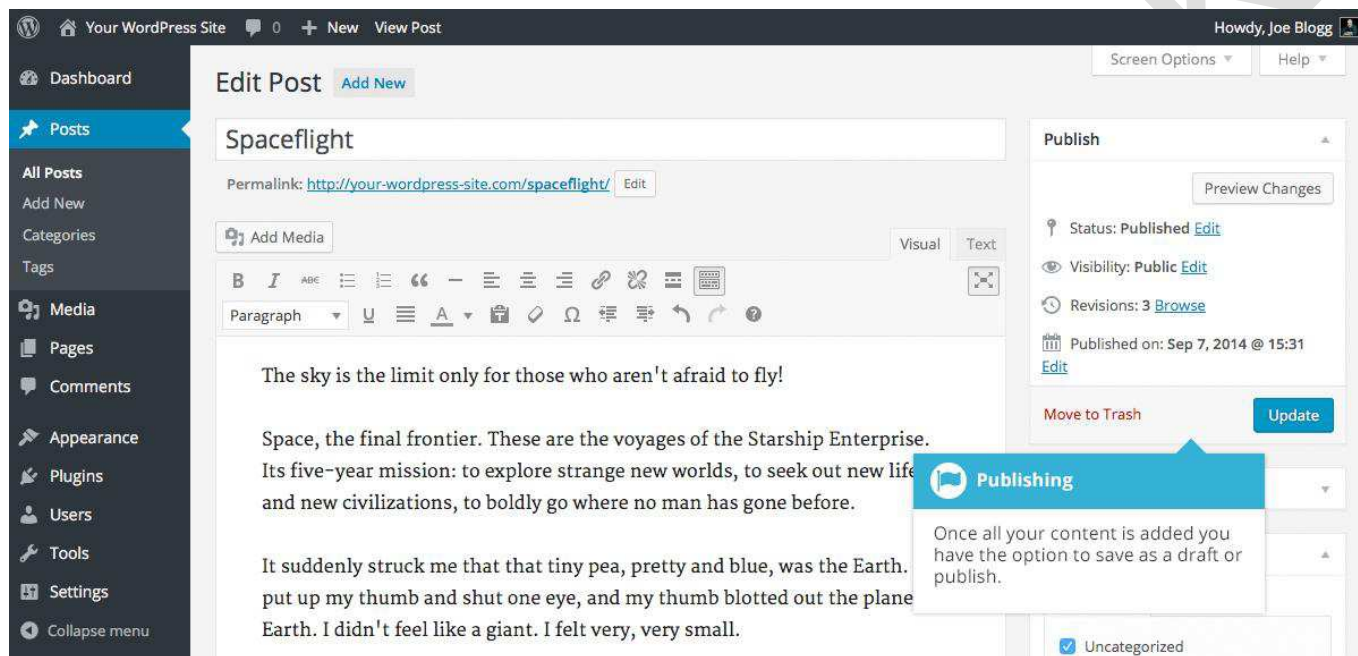 Your WordPress Site 0 + New View Post
Howdy, Joe Blogg
Dashboard
Posts
All Posts
Add New
Categories
Tags
Media
Pages
Comments
Appearance
Plugins
Users
Tools
Settings
Collapse menu
Screen Options Help
Edit Post Add New
Spaceflight
Permalink: http://your-wordpress-site.com/spaceflight/ Edit
Add Media
Visual Text
B I ABC
Paragraph U A Ω
The sky is the limit only for those who aren't afraid to fly!
Space, the final frontier. These are the voyages of the Starship Enterprise.
Its five-year mission: to explore strange new worlds, to seek out new life
and new civilizations, to boldly go where no man has gone before.
It suddenly struck me that that tiny pea, pretty and blue, was the Earth.
put up my thumb and shut one eye, and my thumb blotted out the plane
Earth. I didn't feel like a giant. I felt very, very small.
Publish
Preview Changes
Status: Published Edit
Visibility: Public Edit
Revisions: 3 Browse
Published on: Sep 7, 2014 @ 15:31
Edit
Move to Trash Update
Publishing
Once all your content is added you
have the option to save as a draft or
publish.
Uncategorized